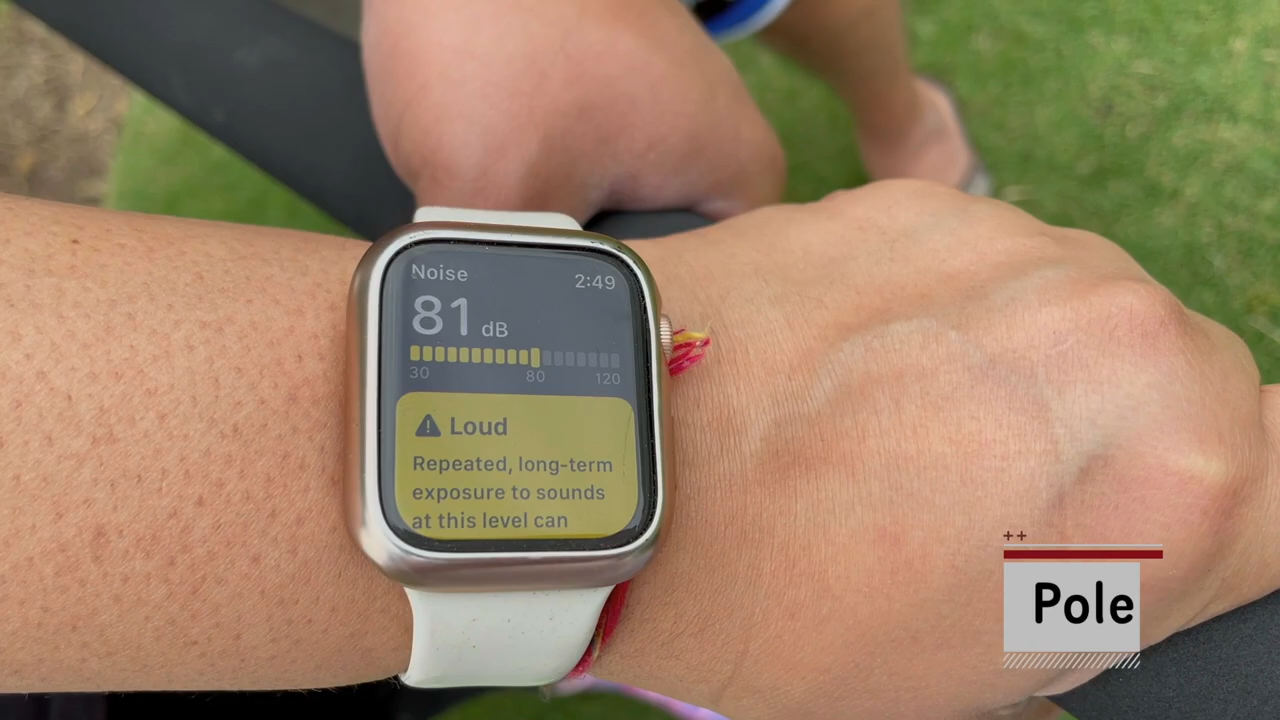 Noise
2:49
81 dB
30 80 120
Loud
Repeated, long-term
exposure to sounds
at this level can
++
Pole